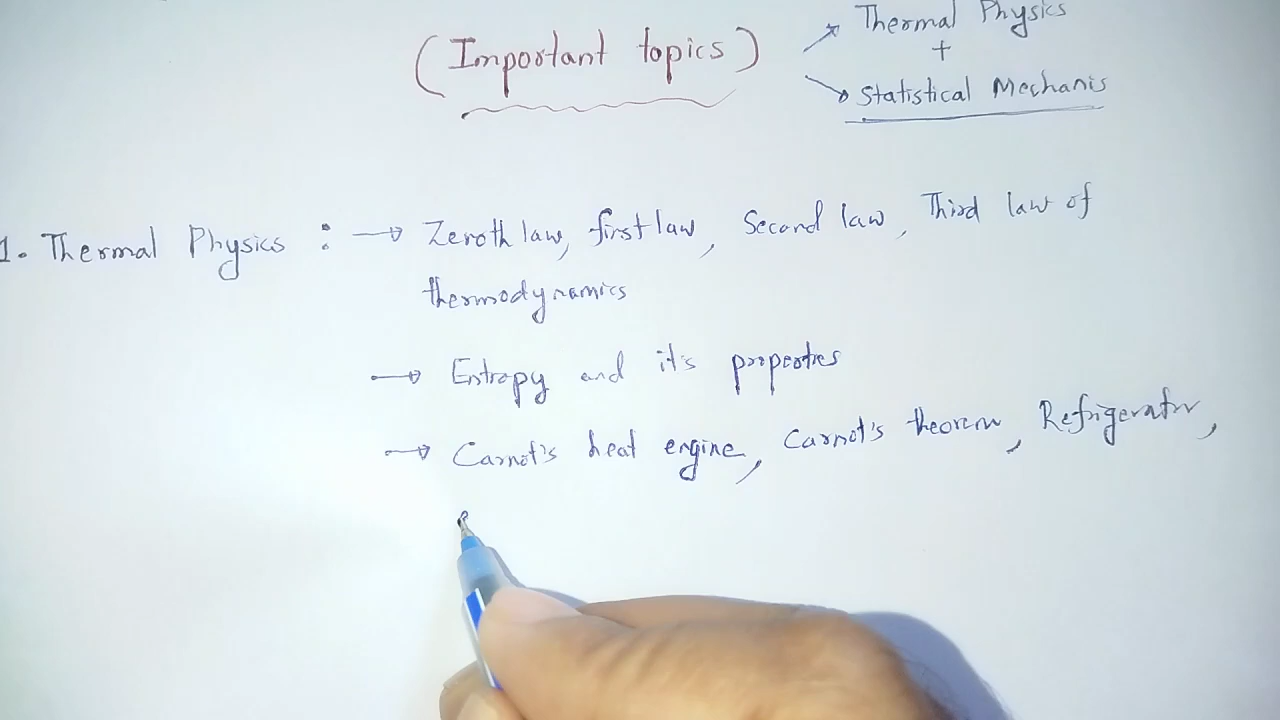 Thermal Physics
(Important topics)
+
Statistical Mechanis
1. Thermal Physics : → Zeroth law, first law, Second law, Third law of
thermodynamics
→ Entropy and it's properties
→ Carnot's heat engine, Carnot's theorem, Refrigerator,